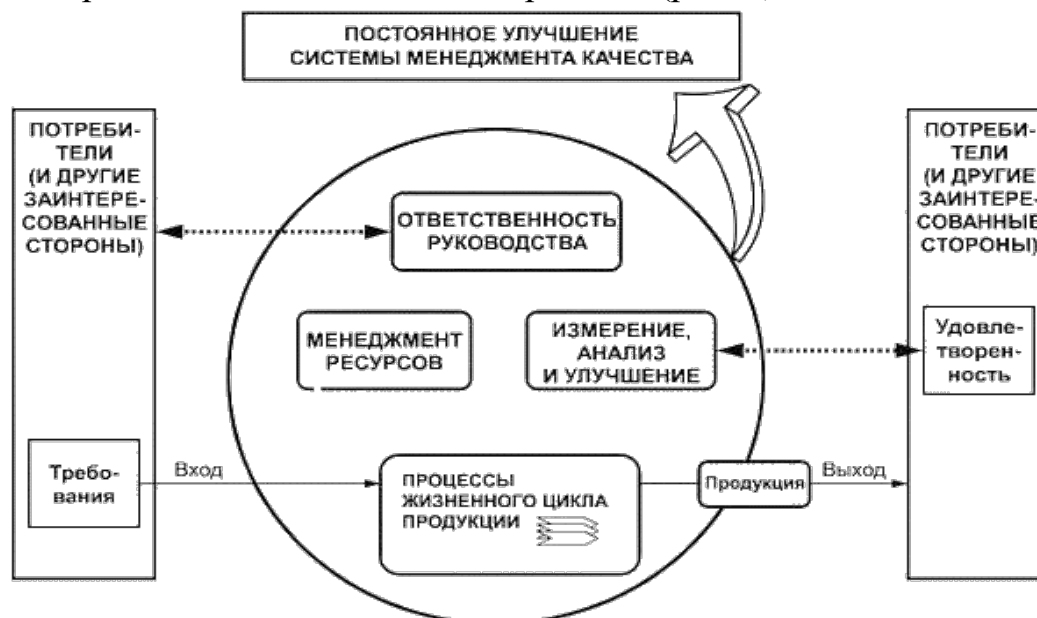 ПОСТОЯННОЕ УЛУЧШЕНИЕ
СИСТЕМЫ МЕНЕДЖМЕНТА КАЧЕСТВА
ПОТРЕБИ-
ТЕЛИ
(И ДРУГИЕ
ЗАИНТЕРЕ-
СОВАННЫЕ
СТОРОНЫ)
ОТВЕТСТВЕННОСТЬ
РУКОВОДСТВА
ПОТРЕБИ-
ТЕЛИ
(И ДРУГИЕ
ЗАИНТЕРЕ-
СОВАННЫЕ
СТОРОНЫ)
МЕНЕДЖМЕНТ
РЕСУРСОВ
ИЗМЕРЕНИЕ,
АНАЛИЗ
И УЛУЧШЕНИЕ
Удовле-
творен-
ность
Требо-
вания
Вход
ПРОЦЕССЫ
ЖИЗНЕННОГО ЦИКЛА
ПРОДУКЦИИ
Продукция
Выход